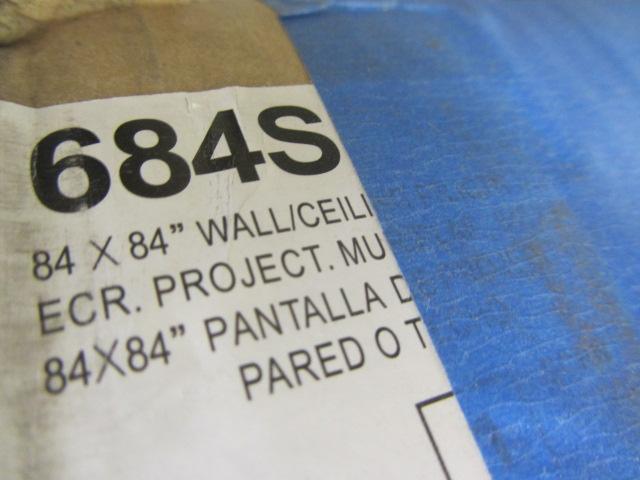 684S
84 X 84" WALL/CEILI
ECR. PROJECT. MU
84X84" PANTALLA D
PARED O T